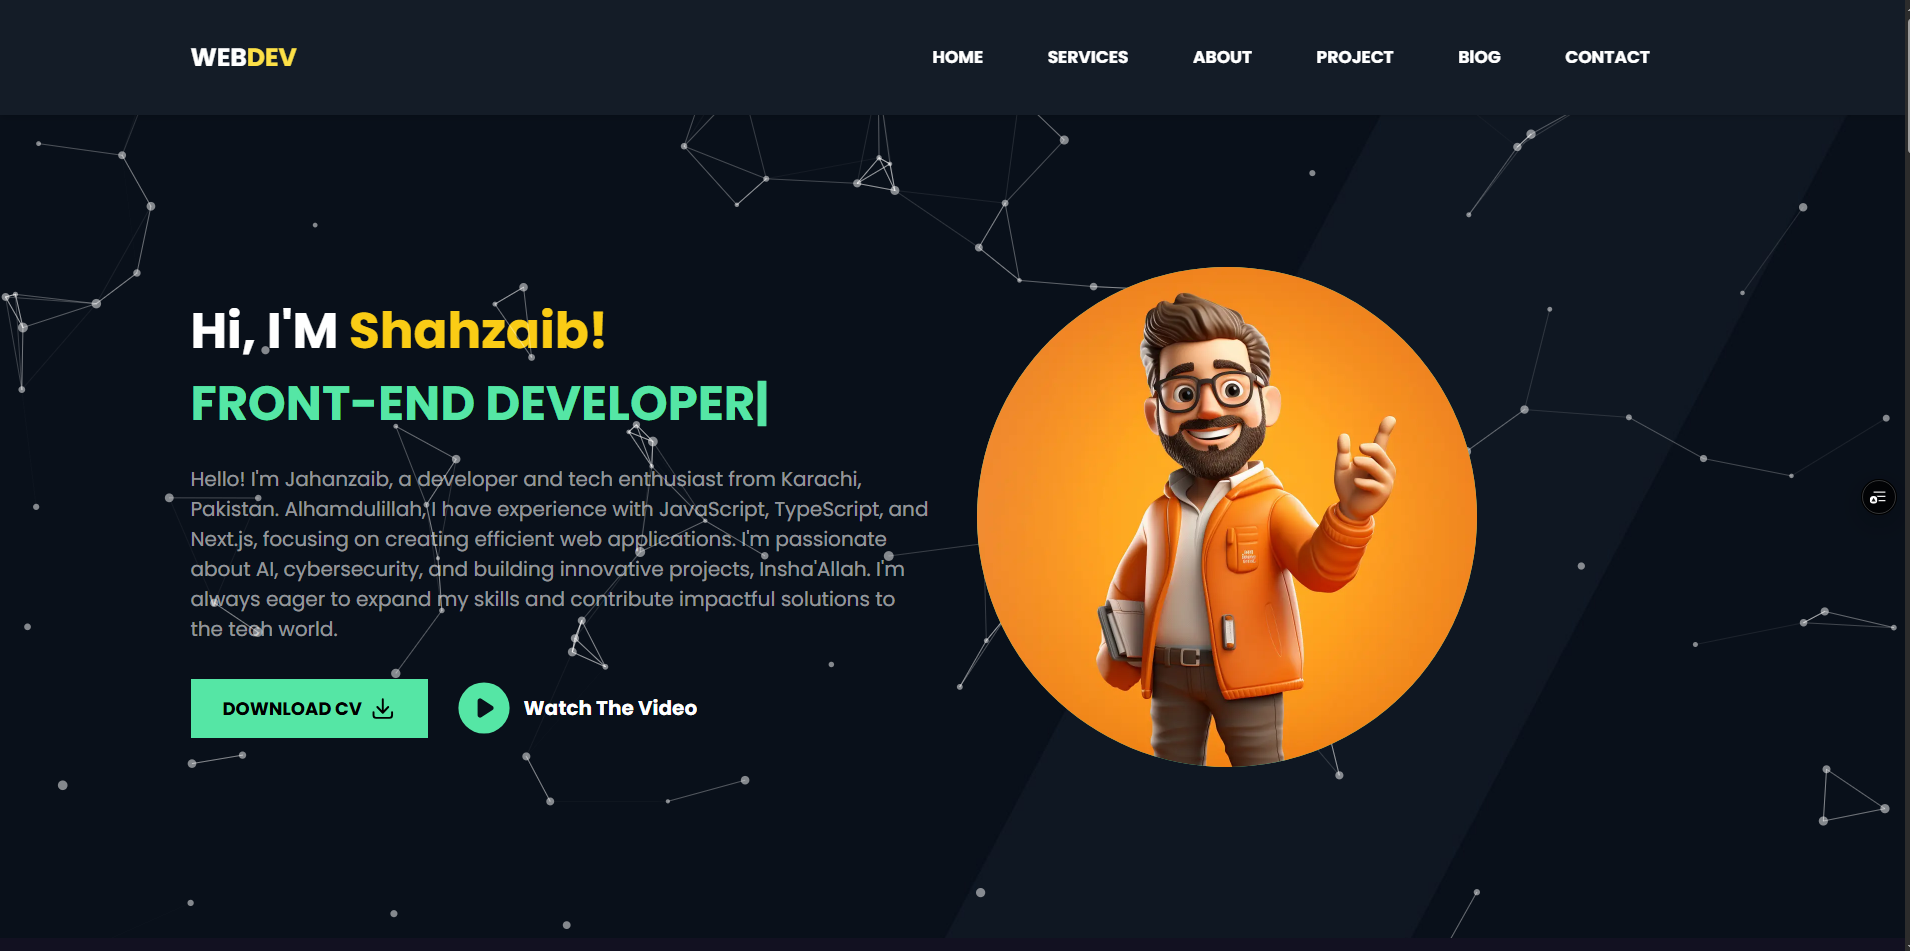 WEBDEV
HOME SERVICES ABOUT PROJECT BlOG CONTACT
Hi, I'M Shahzaib!
FRONT-END DEVELOPER|
Hello! I'm Jahanzaib, a developer and tech enthusiast from Karachi,
Pakistan. Alhamdulillah, I have experience with JavaScript, TypeScript, and
Next.js, focusing on creating efficient web applications. I'm passionate
about AI, cybersecurity, and building innovative projects, Insha'Allah. I'm
always eager to expand my skills and contribute impactful solutions to
the tech world.
DOWNLOAD CV
Watch The Video